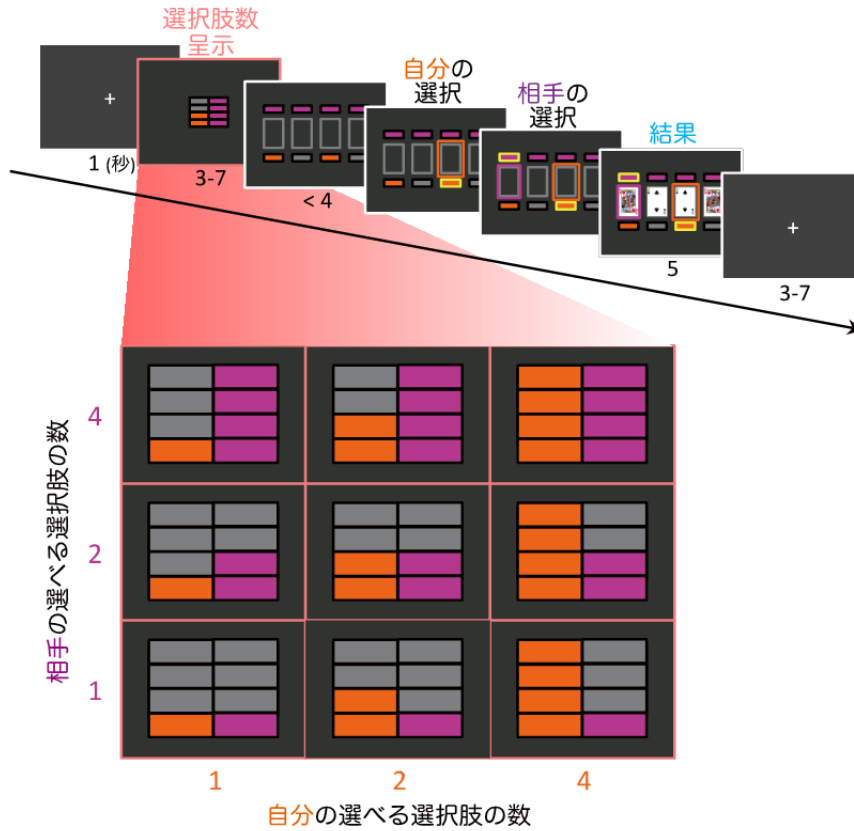 選択肢数
呈示
自分の
選択
相手の
選択
結果
1 (秒)
3-7
< 4
5
3-7
4
2
1
相手の選べる選択肢の数
1
2
4
自分の選べる選択肢の数